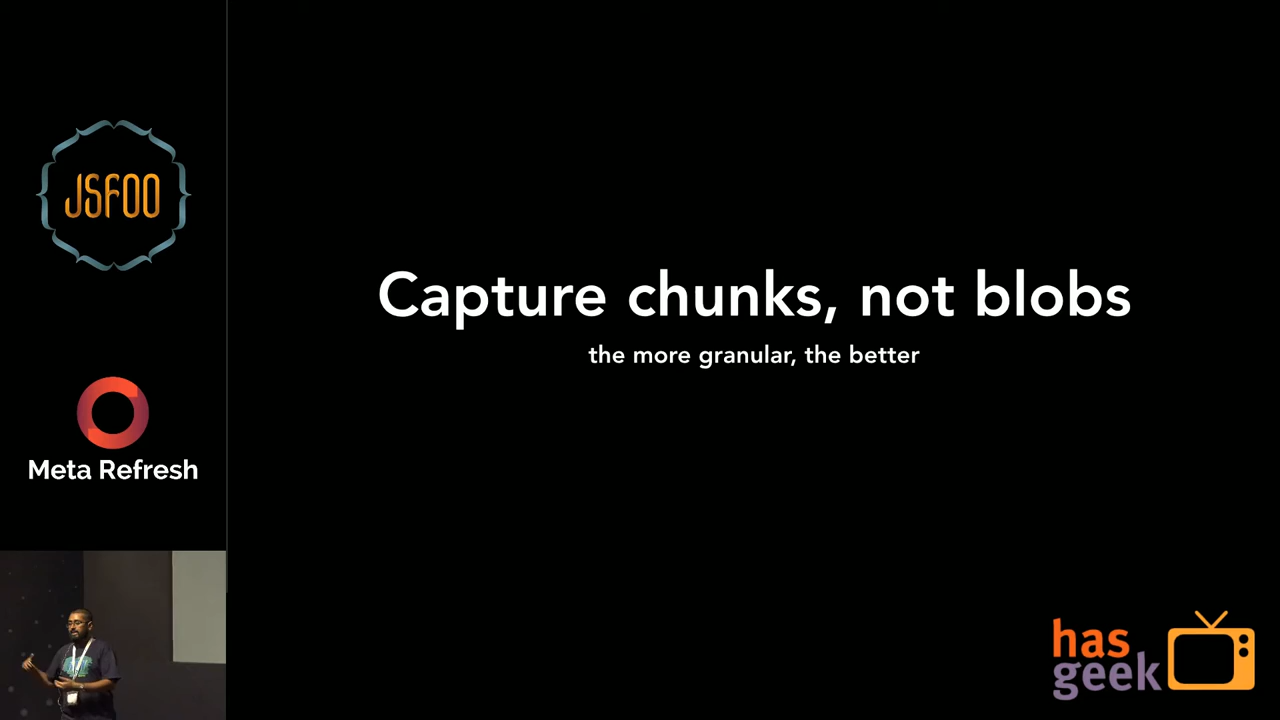 JSFOO
Meta Refresh
Capture chunks, not blobs
the more granular, the better
has
geek